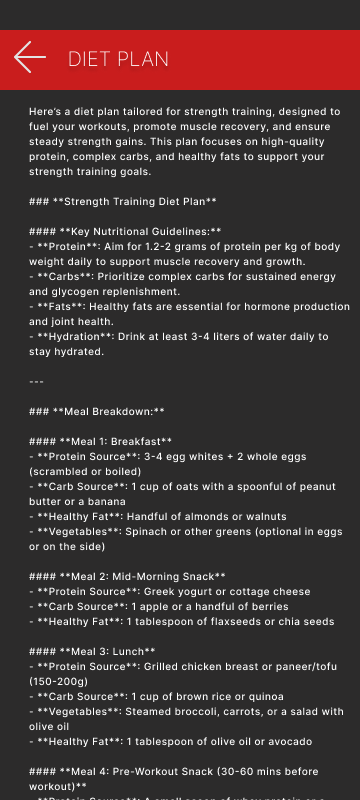 DIET PLAN
Here's a diet plan tailored for strength training, designed to
fuel your workouts, promote muscle recovery, and ensure
steady strength gains. This plan focuses on high-quality
protein, complex carbs, and healthy fats to support your
strength training goals.
### **Strength Training Diet Plan**
#### **Key Nutritional Guidelines:**
- **Protein**: Aim for 1.2-2 grams of protein per kg of body
weight daily to support muscle recovery and growth.
- **Carbs**: Prioritize complex carbs for sustained energy
and glycogen replenishment.
- **Fats**: Healthy fats are essential for hormone production
and joint health.
- **Hydration**: Drink at least 3-4 liters of water daily to
stay hydrated.
---
### **Meal Breakdown:**
#### **Meal 1: Breakfast**
- **Protein Source**: 3-4 egg whites + 2 whole eggs
(scrambled or boiled)
- **Carb Source**: 1 cup of oats with a spoonful of peanut
butter or a banana
- **Healthy Fat**: Handful of almonds or walnuts
- **Vegetables**: Spinach or other greens (optional in eggs
or on the side)
#### **Meal 2: Mid-Morning Snack**
- **Protein Source**: Greek yogurt or cottage cheese
- **Carb Source**: 1 apple or a handful of berries
- **Healthy Fat**: 1 tablespoon of flaxseeds or chia seeds
#### **Meal 3: Lunch**
- **Protein Source**: Grilled chicken breast or paneer/tofu
(150-200g)
- **Carb Source**: 1 cup of brown rice or quinoa
- **Vegetables**: Steamed broccoli, carrots, or a salad with
olive oil
- **Healthy Fat**: 1 tablespoon of olive oil or avocado
#### **Meal 4: Pre-Workout Snack (30-60 mins before
workout)**